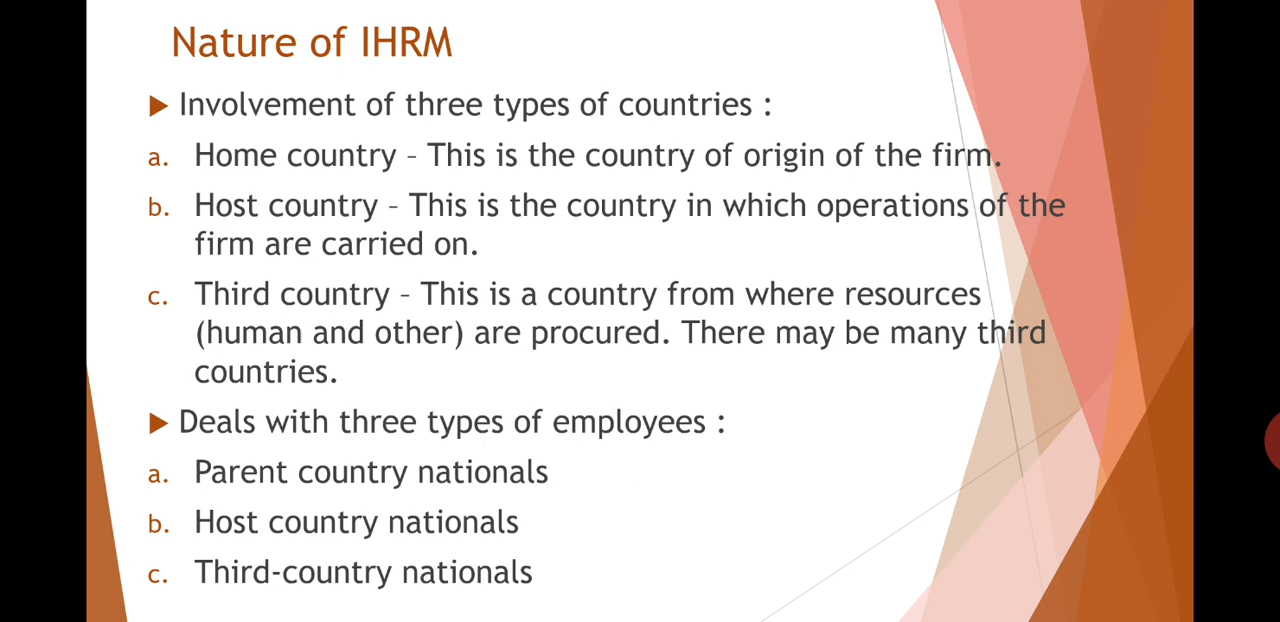 Nature of IHRM
Involvement of three types of countries :
a. Home country – This is the country of origin of the firm.
b. Host country – This is the country in which operations of the
firm are carried on.
c. Third country – This is a country from where resources
(human and other) are procured. There may be many third
countries.
Deals with three types of employees :
a. Parent country nationals
b. Host country nationals
c. Third-country nationals